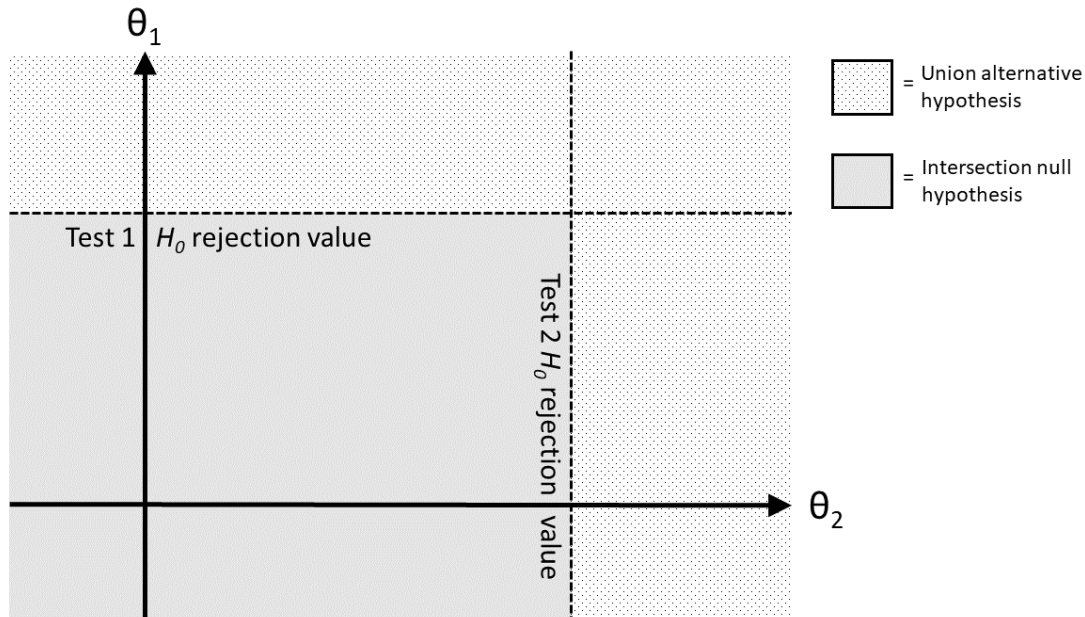 θ1
= Union alternative
hypothesis
= Intersection null
hypothesis
Test 1 H0 rejection value
Test 2 H0 rejection value
θ2